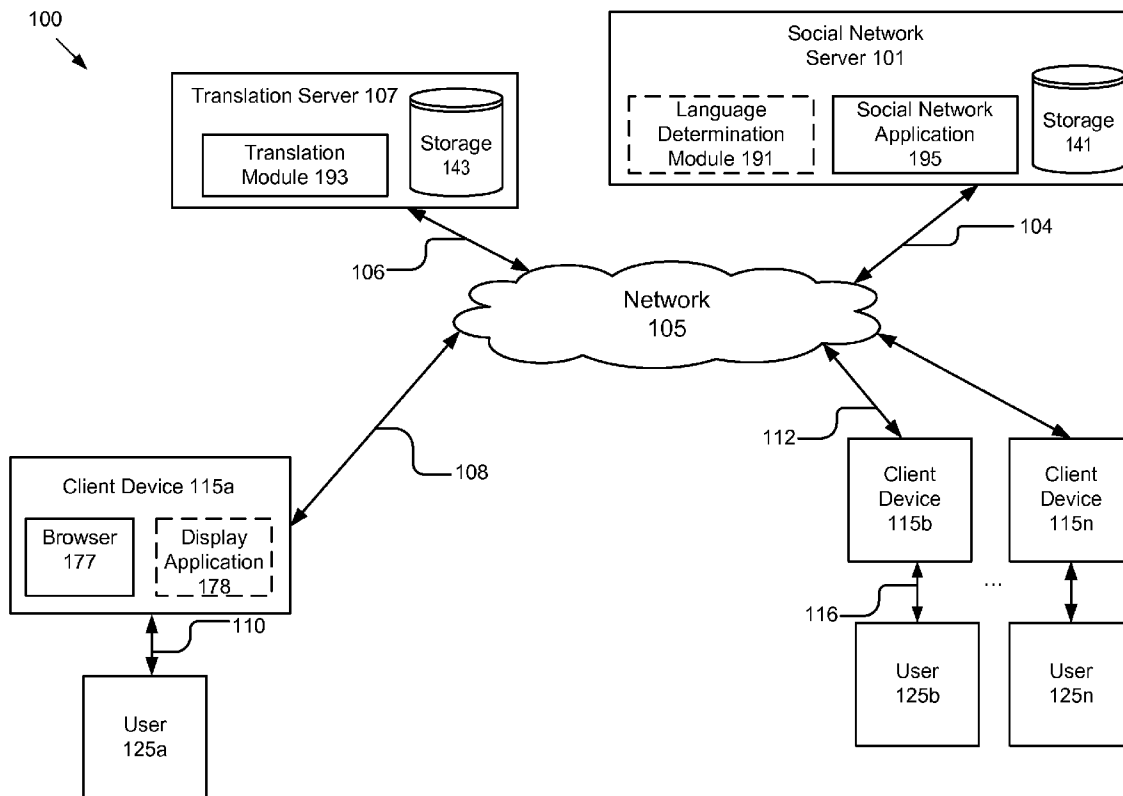 100
Social Network
Server 101
Language
Determination
Module 191
Social Network
Application
195
Storage
141
Translation Server 107
Translation
Module 193
Storage
143
106
104
Network
105
108
112
Client Device 115a
Browser
177
Display
Application
178
Client
Device
115b
Client
Device
115n
110
116
...
User
125a
User
125b
User
125n